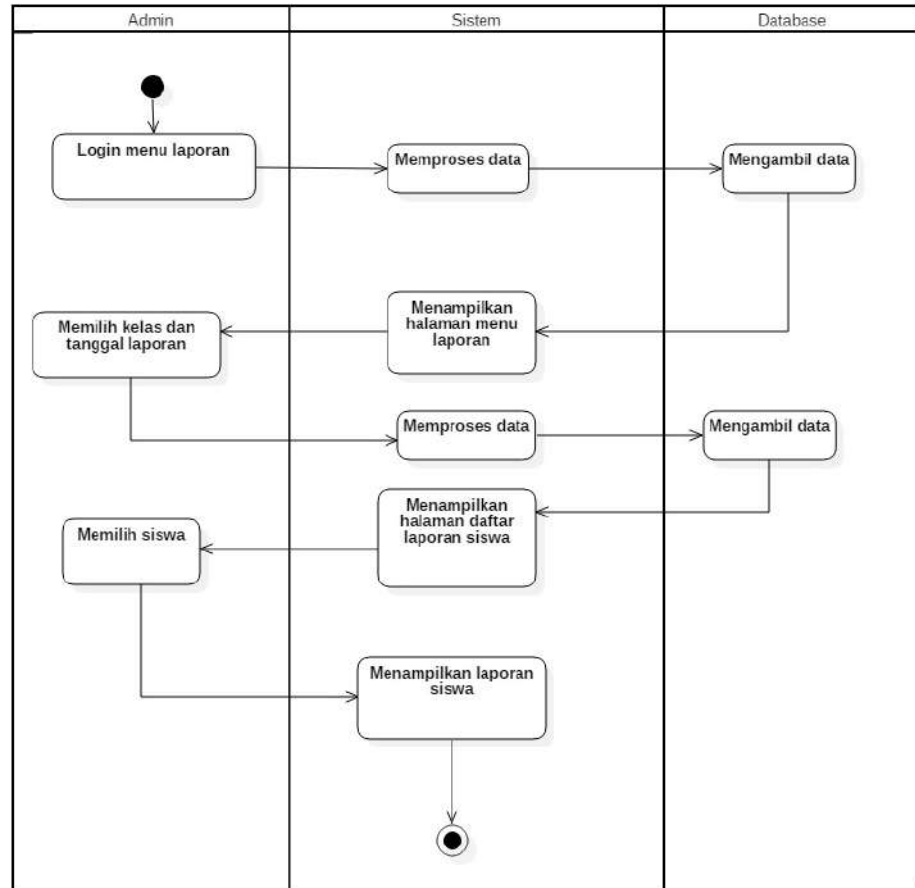 Admin
Sistem
Database
Login menu laporan
Memproses data
Mengambil data
Menampilkan
halaman menu
laporan
Memilih kelas dan
tanggal laporan
Memproses data
Mengambil data
Menampilkan
halaman daftar
laporan siswa
Memilih siswa
Menampilkan laporan
siswa